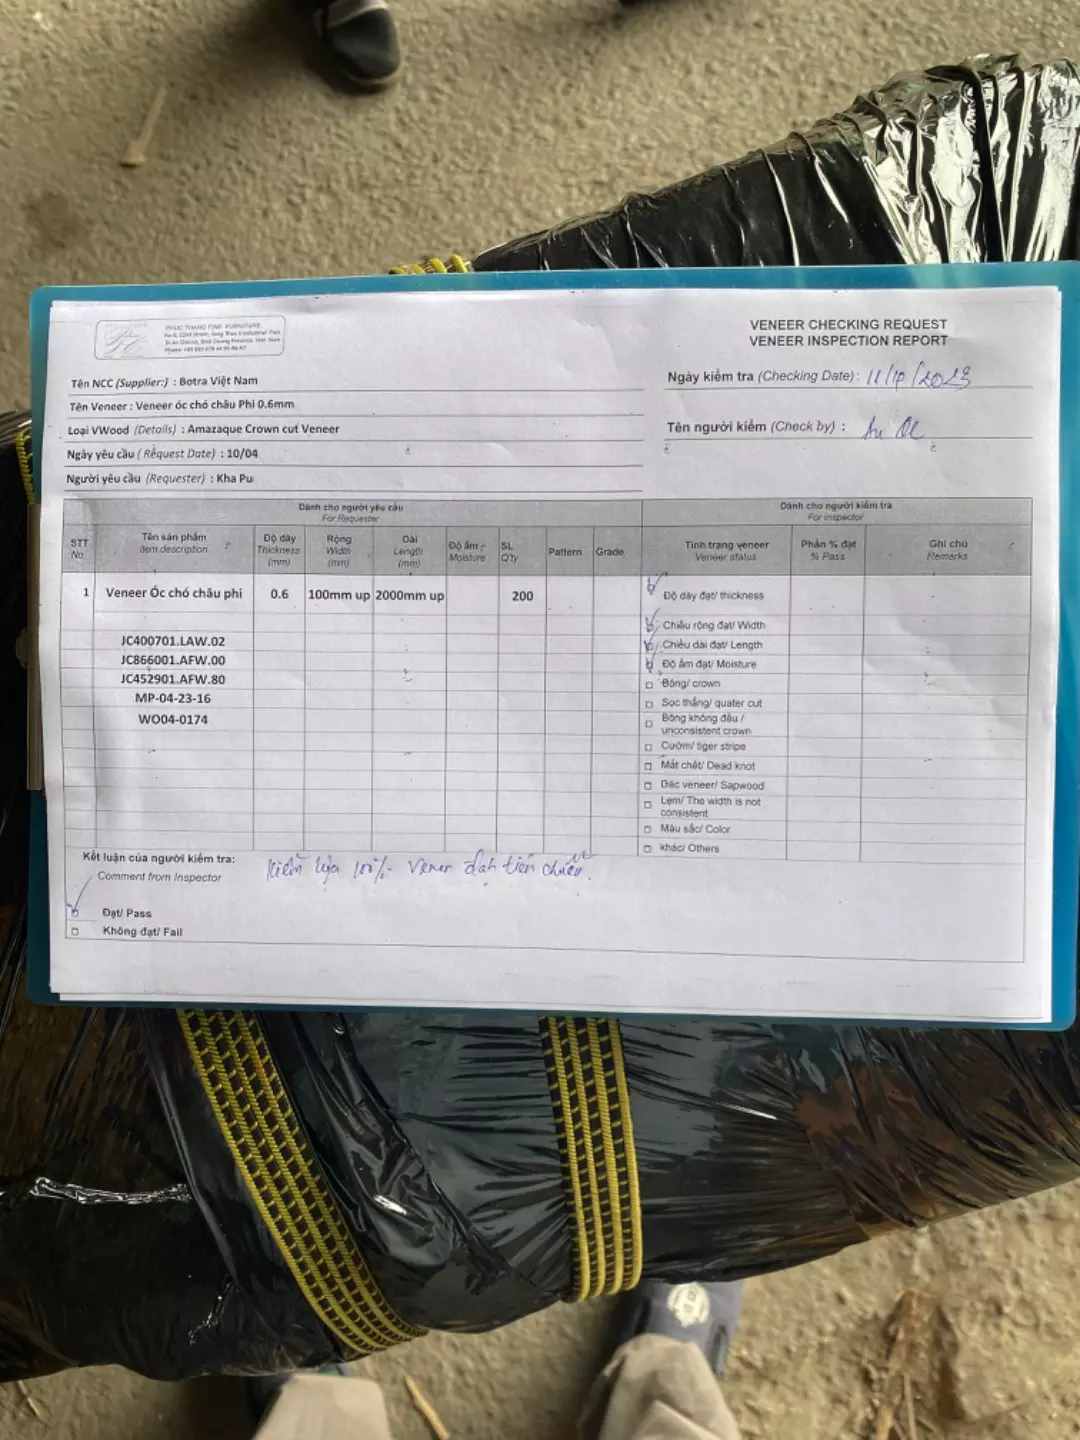 PHUC THANG FINE FURNITURE
VENEER CHECKING REQUEST
VENEER INSPECTION REPORT
Tên NCC (Supplier:) : Botra Việt Nam
Ngày kiểm tra (Checking Date) : 11/ /2023
Tên Veneer : Veneer óc chó châu Phi 0.6mm
Loại VWood (Details) : Amazaque Crown cut Veneer
Tên người kiểm (Check by) :
Ngày yêu cầu (Request Date) : 10/04
Người yêu cầu (Requester) : Kha Pu
Dành cho người yêu cầu
For Requester
Dành cho người kiểm tra
For inspector
STT
No.
Tên sản phẩm
Item description
Độ dày
Thickness
(mm)
Rộng
Width
(mm)
Dài
Length
(mm)
Độ ẩm
Moisture
SL
Q'ty
Pattern
Grade
Tình trạng veneer
Veneer status
Phần % đạt
% Pass
Ghi chú
Remarks
1 Veneer Óc chó châu phi 0.6 100mm up 2000mm up 200
Độ dày đạt/ thickness
Chiều rộng đạt/ Width
JC400701.LAW.02
Chiều dài đạt/ Length
JC866001.AFW.00
Độ ẩm đạt/ Moisture
JC452901.AFW.80
Bông/ crown
MP-04-23-16
Sọc thẳng/ quater cut
WO04-0174
Bông không đều /
unconsistent crown
Cườm/ tiger stripe
Mắt chết/ Dead knot
Dác veneer/ Sapwood
Lem/ The width is not
consistent
Màu sắc/ Color
khác/ Others
Kết luận của người kiểm tra:
Kiểm lựa 100% Vener đạt tiêu chuẩn.
Comment from Inspector
Đạt/ Pass
Không đạt/ Fail